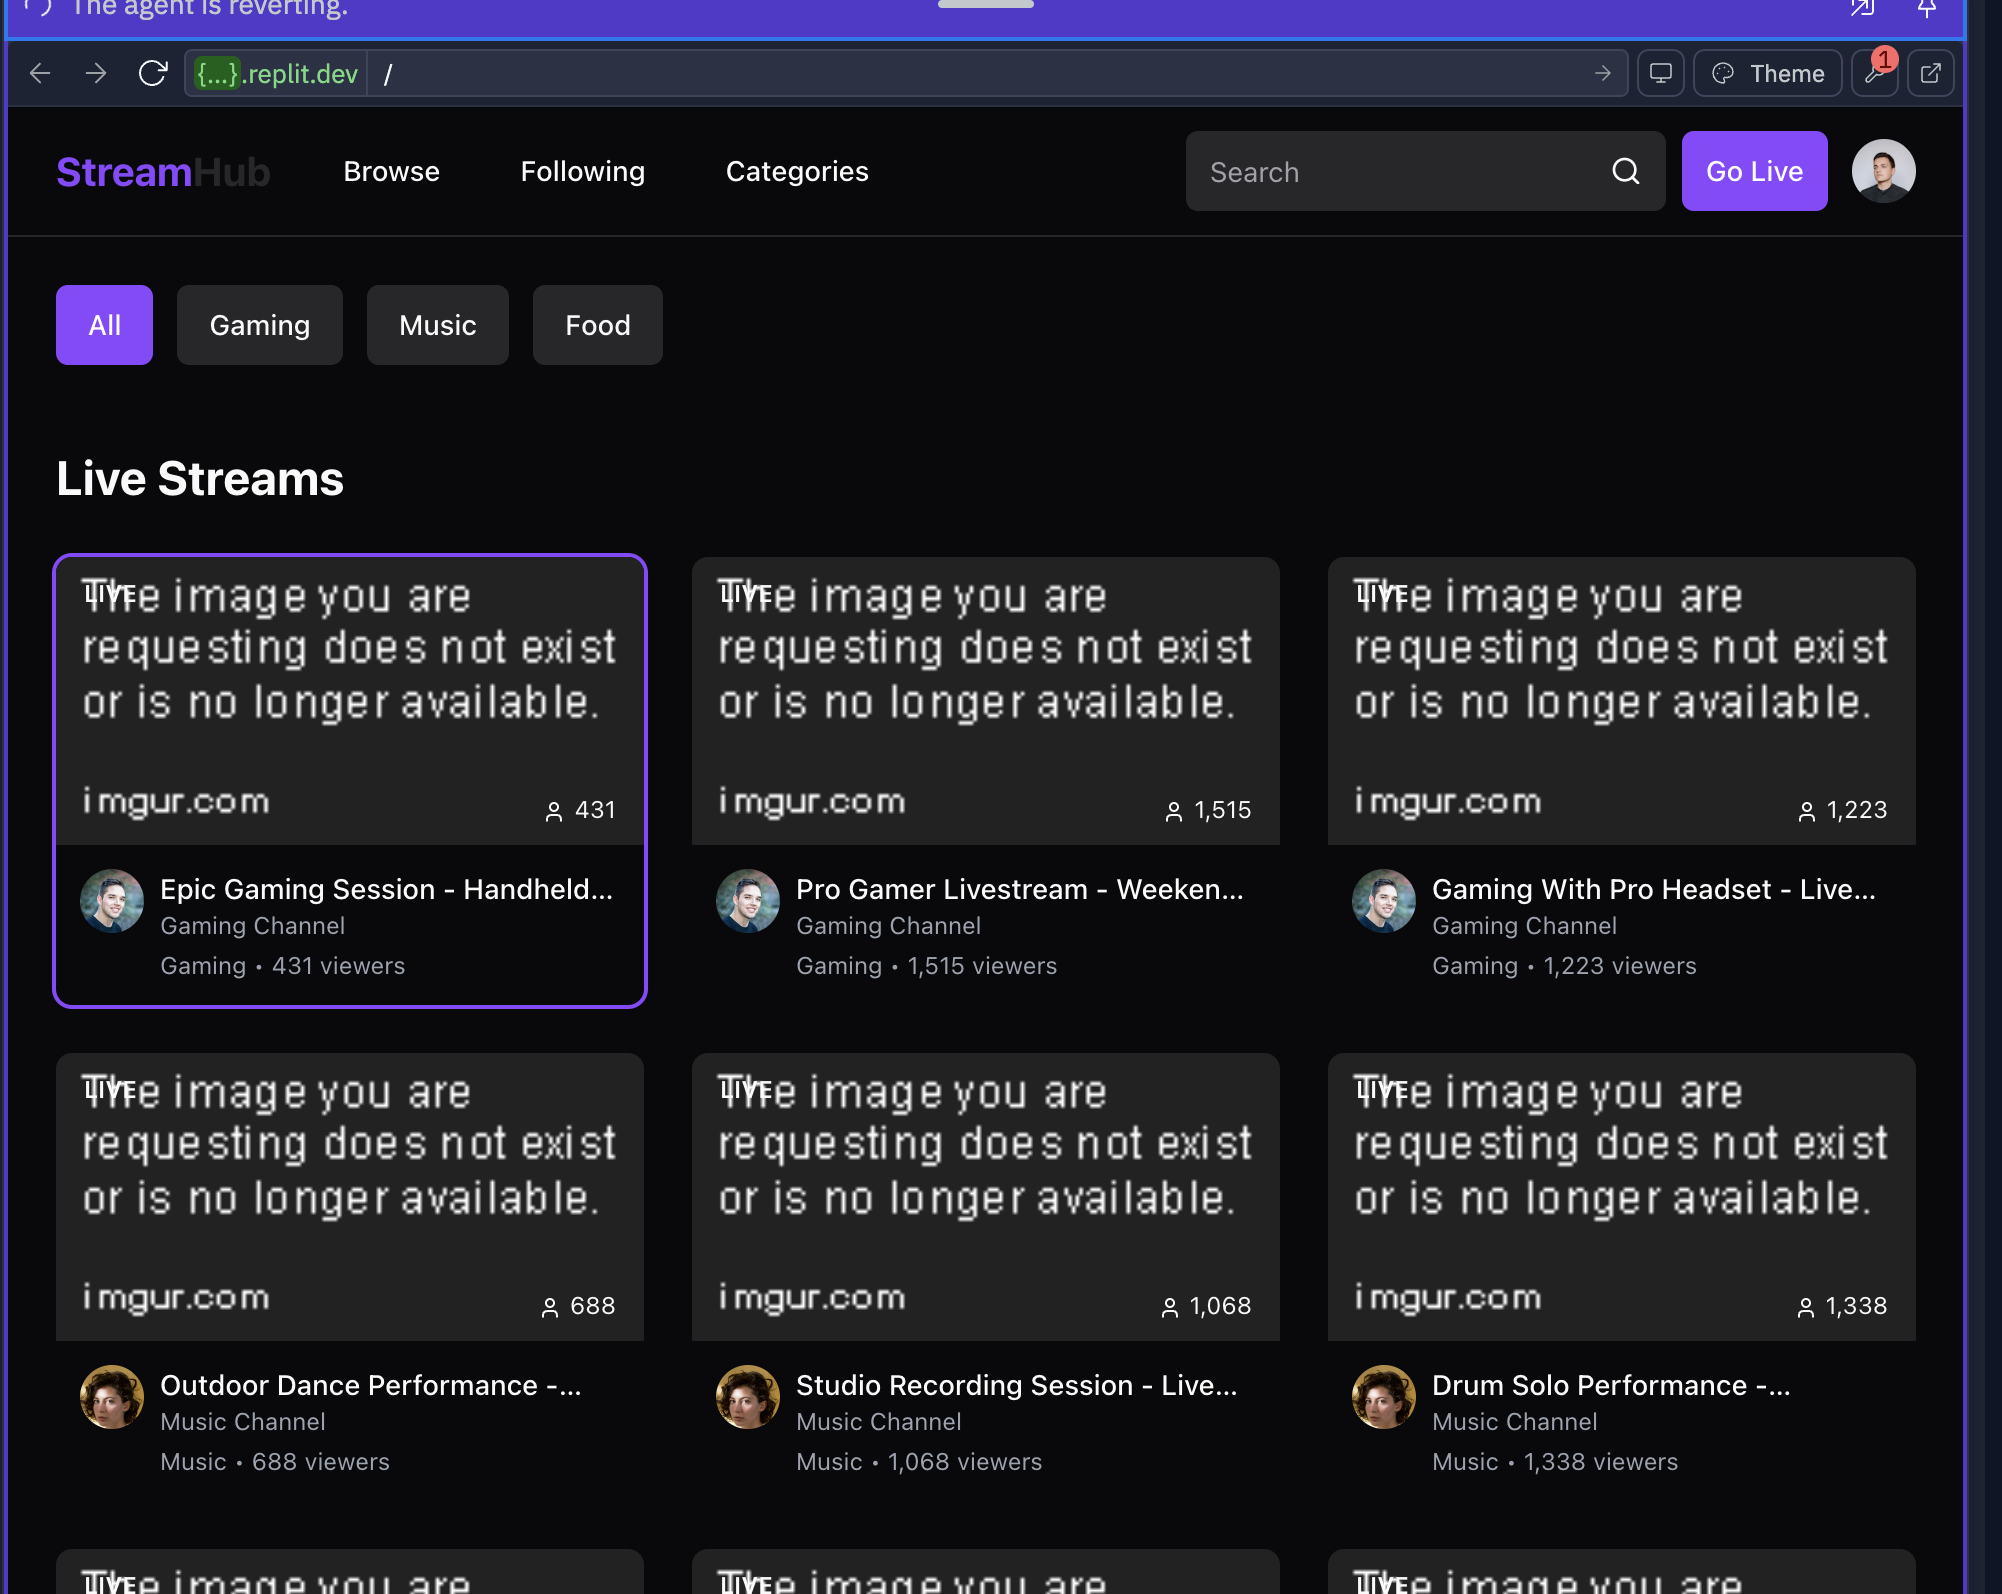 The agent is reverting.
{...}.replit.dev /
Theme
1
StreamHub
Browse
Following
Categories
Search
Go Live
All
Gaming
Music
Food
Live Streams
LIVE
The image you are
requesting does not exist
or is no longer available.
imgur.com
431
Epic Gaming Session - Handheld...
Gaming Channel
Gaming • 431 viewers
LIVE
The image you are
requesting does not exist
or is no longer available.
imgur.com
1,515
Pro Gamer Livestream - Weeken...
Gaming Channel
Gaming • 1,515 viewers
LIVE
The image you are
requesting does not exist
or is no longer available.
imgur.com
1,223
Gaming With Pro Headset - Live...
Gaming Channel
Gaming • 1,223 viewers
LIVE
The image you are
requesting does not exist
or is no longer available.
imgur.com
688
Outdoor Dance Performance -...
Music Channel
Music • 688 viewers
LIVE
The image you are
requesting does not exist
or is no longer available.
imgur.com
1,068
Studio Recording Session - Live...
Music Channel
Music • 1,068 viewers
LIVE
The image you are
requesting does not exist
or is no longer available.
imgur.com
1,338
Drum Solo Performance -...
Music Channel
Music • 1,338 viewers
LIVE
The image you are
LIVE
The image you are
LIVE
The image you are